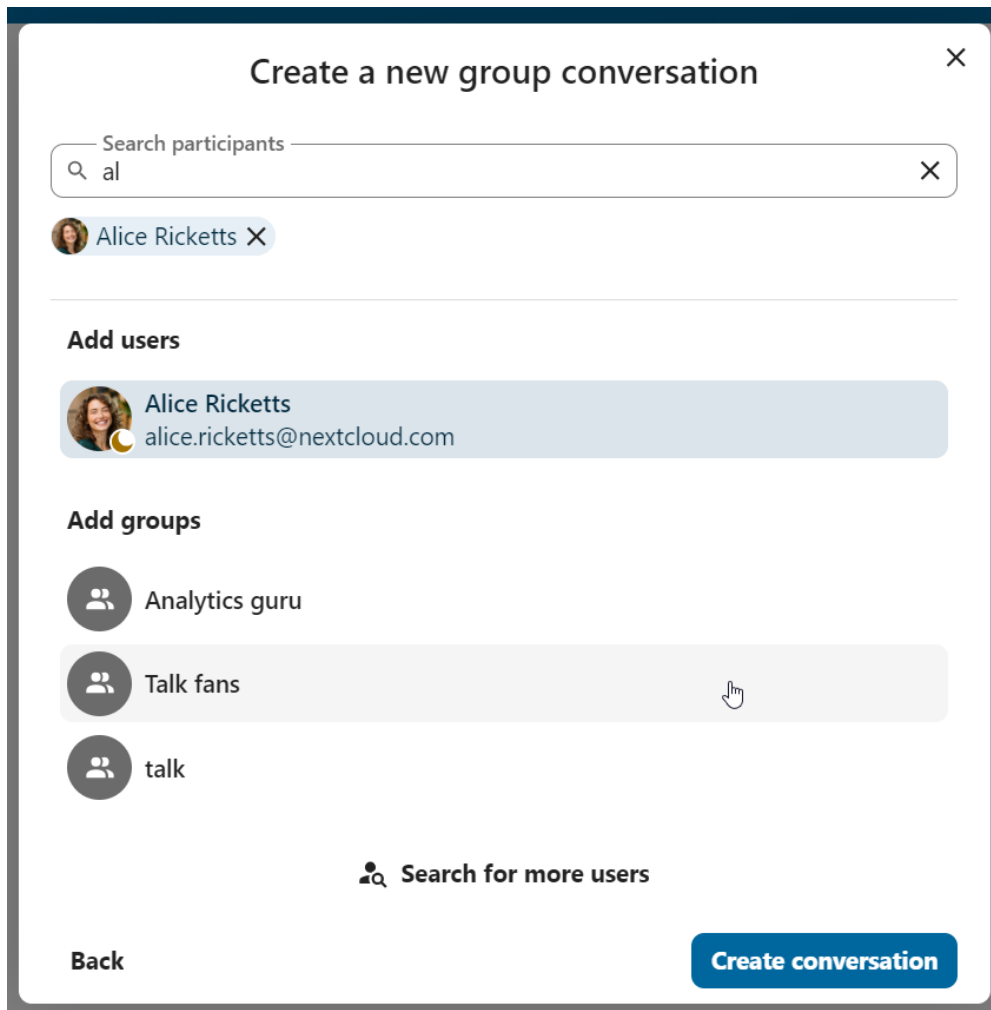 Create a new group conversation
Search participants
al
Alice Ricketts
Add users
Alice Ricketts
alice.ricketts@nextcloud.com
Add groups
Analytics guru
Talk fans
talk
Search for more users
Back
Create conversation